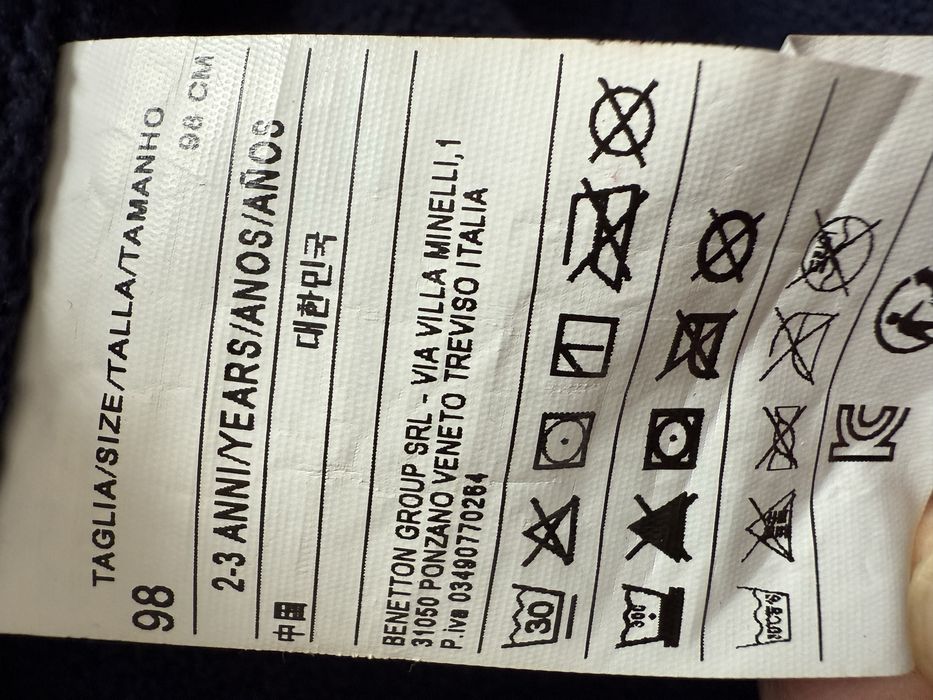 TAGLIA/SIZE/TALLA/TAMANHO
98
98 CM
2-3 ANNI/YEARS/ANOS/AÑOS
中国
대한민국
BENETTON GROUP SRL - VIA VILLA MINELLI,1
31050 PONZANO VENETO TREVISO ITALIA
P.iva 03490770264
30